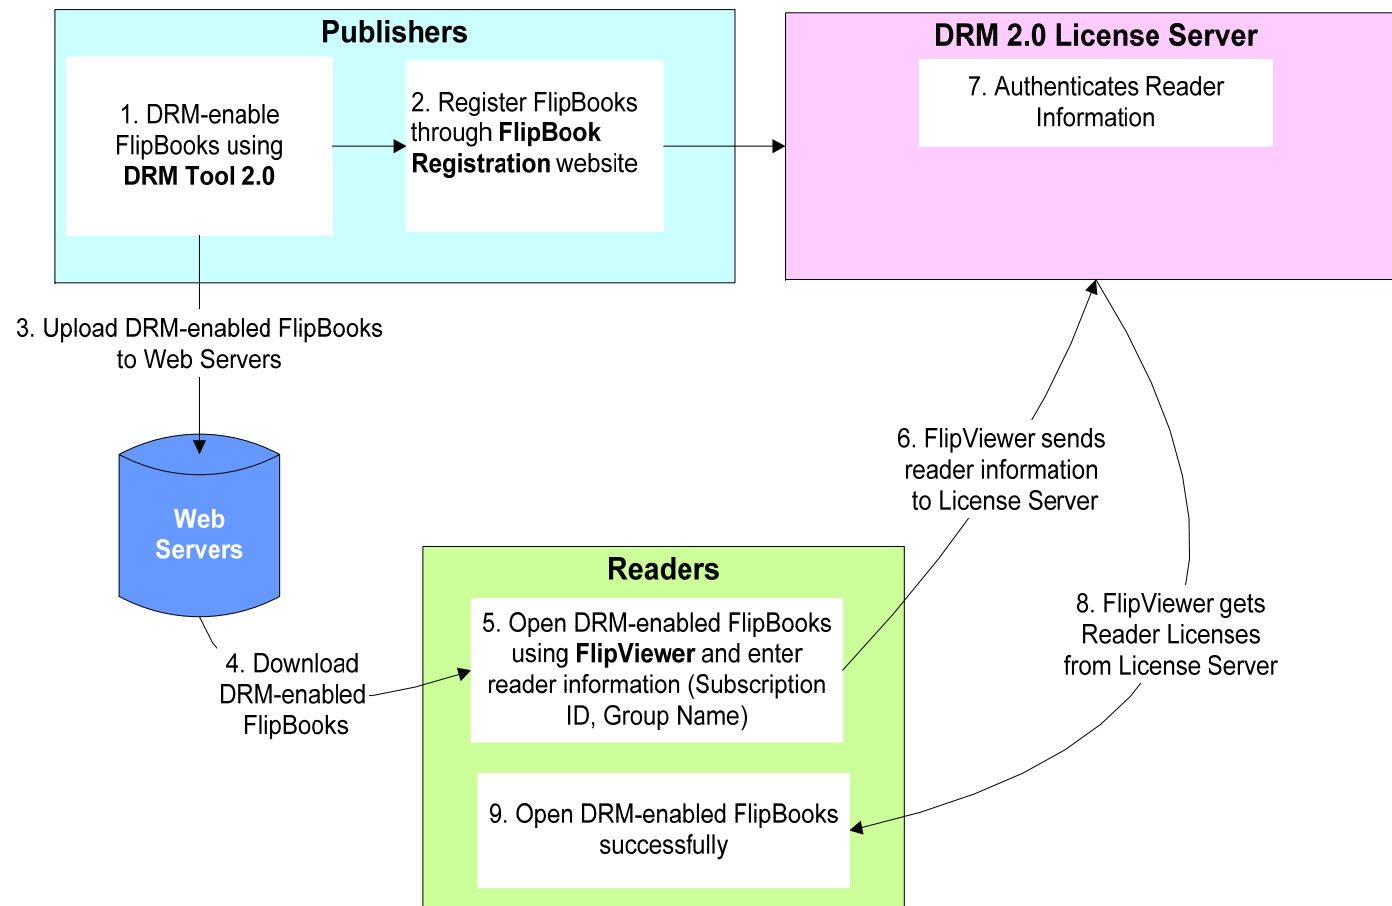 Publishers
1. DRM-enable
FlipBooks using
DRM Tool 2.0
2. Register FlipBooks
through FlipBook
Registration website
DRM 2.0 License Server
7. Authenticates Reader
Information
3. Upload DRM-enabled FlipBooks
to Web Servers
Web
Servers
4. Download
DRM-enabled
FlipBooks
Readers
5. Open DRM-enabled FlipBooks
using FlipViewer and enter
reader information (Subscription
ID, Group Name)
6. FlipViewer sends
reader information
to License Server
8. FlipViewer gets
Reader Licenses
from License Server
9. Open DRM-enabled FlipBooks
successfully